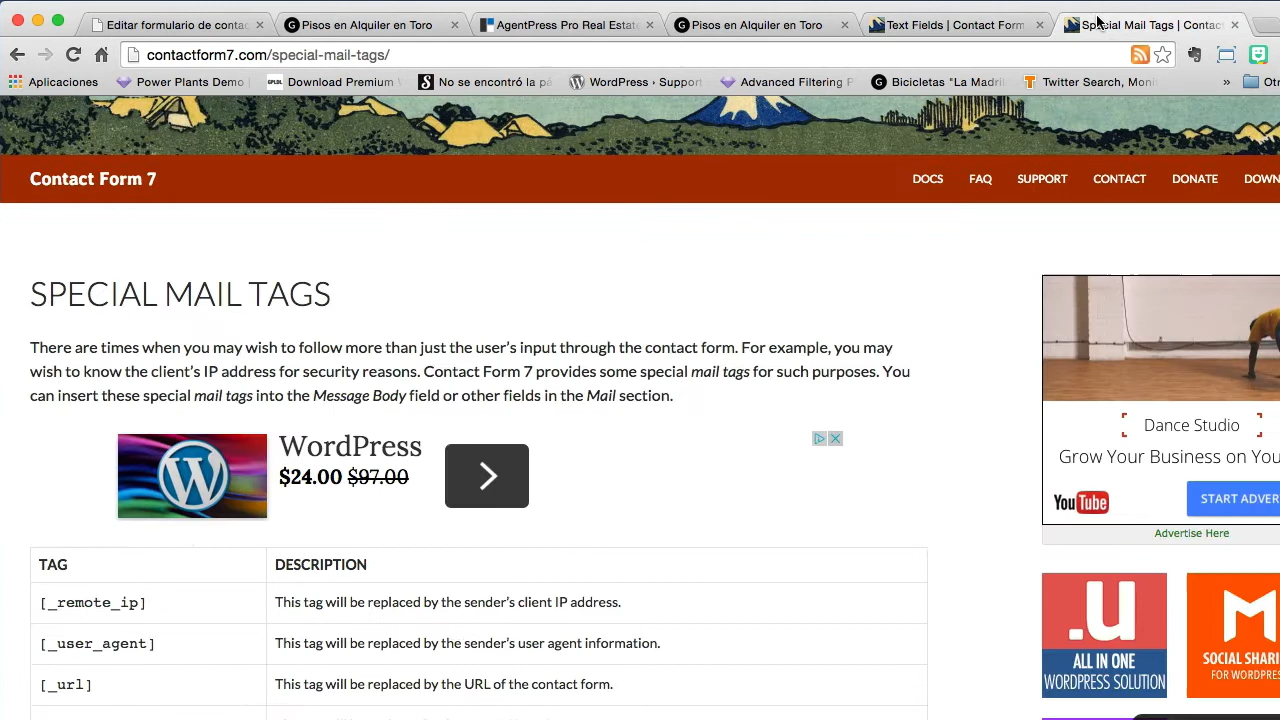 Editar formulario de contac
Pisos en Alquiler en Toro
AgentPress Pro Real Estate
Pisos en Alquiler en Toro
Text Fields | Contact Form
Special Mail Tags | Contac
contactform7.com/special-mail-tags/
Aplicaciones
Power Plants Demo
GPLDL
Download Premium
No se encontró la pá
WordPress › Support
Advanced Filtering P
G
Bicicletas "La Madril
Twitter Search, Moni
»
Otr
Contact Form 7
DOCS
FAQ
SUPPORT
CONTACT
DONATE
DOWN
SPECIAL MAIL TAGS
There are times when you may wish to follow more than just the user's input through the contact form. For example, you may
wish to know the client's IP address for security reasons. Contact Form 7 provides some special mail tags for such purposes. You
can insert these special mail tags into the Message Body field or other fields in the Mail section.
WordPress
$24.00 $97.00
Dance Studio
Grow Your Business on You
YouTube
START ADVER
Advertise Here
TAG
DESCRIPTION
[_remote_ip]
This tag will be replaced by the sender's client IP address.
[_user_agent]
This tag will be replaced by the sender's user agent information.
[_url]
This tag will be replaced by the URL of the contact form.
.u
ALL IN ONE
WORDPRESS SOLUTION
M
SOCIAL SHARI
FOR WORDPRES